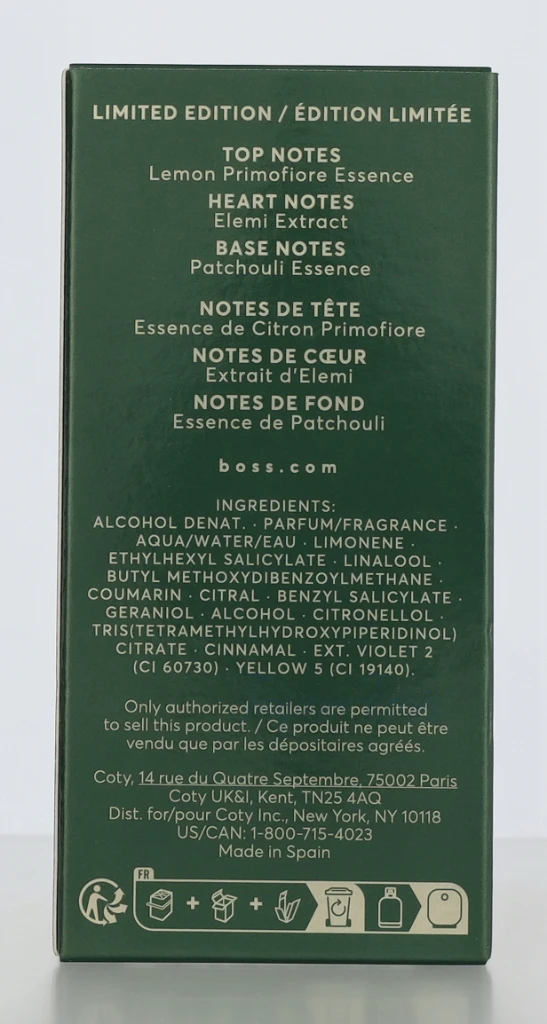 LIMITED EDITION / ÉDITION LIMITÉE
TOP NOTES
Lemon Primofiore Essence
HEART NOTES
Elemi Extract
BASE NOTES
Patchouli Essence
NOTES DE TÊTE
Essence de Citron Primofiore
NOTES DE CŒUR
Extrait d'Elemi
NOTES DE FOND
Essence de Patchouli
boss.com
INGREDIENTS:
ALCOHOL DENAT. · PARFUM/FRAGRANCE ·
AQUA/WATER/EAU · LIMONENE ·
ETHYLHEXYL SALICYLATE · LINALOOL ·
BUTYL METHOXYDIBENZOYLMETHANE ·
COUMARIN · CITRAL · BENZYL SALICYLATE ·
GERANIOL · ALCOHOL · CITRONELLOL ·
TRIS(TETRAMETHYLHYDROXYPIPERIDINOL)
CITRATE · CINNAMAL · EXT. VIOLET 2
(CI 60730) · YELLOW 5 (CI 19140).
Only authorized retailers are permitted
to sell this product. / Ce produit ne peut être
vendu que par les dépositaires agréés.
Coty, 14 rue du Quatre Septembre, 75002 Paris
Coty UK&I, Kent, TN25 4AQ
Dist. for/pour Coty Inc., New York, NY 10118
US/CAN: 1-800-715-4023
Made in Spain
FR